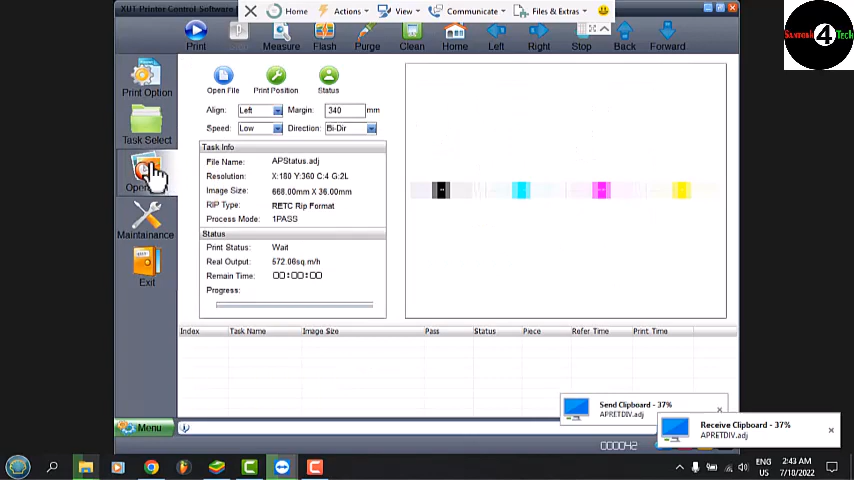 XUT Printer Control Software
Home Actions View Communicate Files & Extras
Print Measure Flash Purge Clean Home Left Right Stop Back Forward
Santosh 4 Tech
Print Option
Task Select
Maintainance
Exit
Open File Print Position Status
Align: Left Margin: 340 mm
Speed: Low Direction: Bi-Dir
Task Info
File Name: APStatus.adj
Resolution: X:180 Y:360 C:4 G:2L
Image Size: 668.00mm X 36.00mm
RIP Type: RETC Rip Format
Process Mode: 1PASS
Status
Print Status: Wait
Real Output: 572.06sq.m/h
Remain Time: 00:00:00
Progress:
Index Task Name Image Size Pass Status Piece Refer Time Print Time
Send Clipboard - 37%
APRETDIV.adj
Receive Clipboard - 37%
APRETDIV.adj
Menu
000042
ENG 2:43 AM
US 7/18/2022